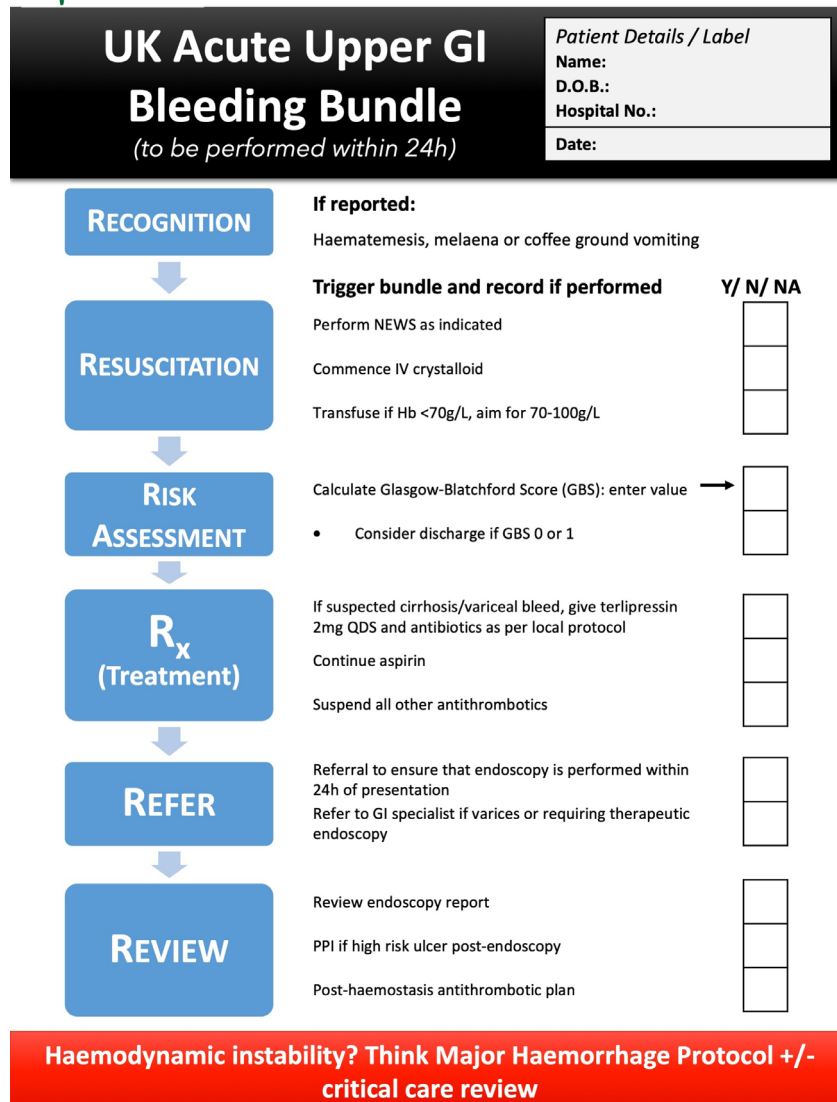 UK Acute Upper GI
Bleeding Bundle
(to be performed within 24h)
Patient Details / Label
Name:
D.O.B.:
Hospital No.:
Date:
RECOGNITION
If reported:
Haematemesis, melaena or coffee ground vomiting
Trigger bundle and record if performed
Y/ N/ NA
RESUSCITATION
Perform NEWS as indicated
Commence IV crystalloid
Transfuse if Hb <70g/L, aim for 70-100g/L
RISK
ASSESSMENT
Calculate Glasgow-Blatchford Score (GBS): enter value
• Consider discharge if GBS 0 or 1
Rx
(Treatment)
If suspected cirrhosis/variceal bleed, give terlipressin
2mg QDS and antibiotics as per local protocol
Continue aspirin
Suspend all other antithrombotics
REFER
Referral to ensure that endoscopy is performed within
24h of presentation
Refer to GI specialist if varices or requiring therapeutic
endoscopy
REVIEW
Review endoscopy report
PPI if high risk ulcer post-endoscopy
Post-haemostasis antithrombotic plan
Haemodynamic instability? Think Major Haemorrhage Protocol +/-
critical care review